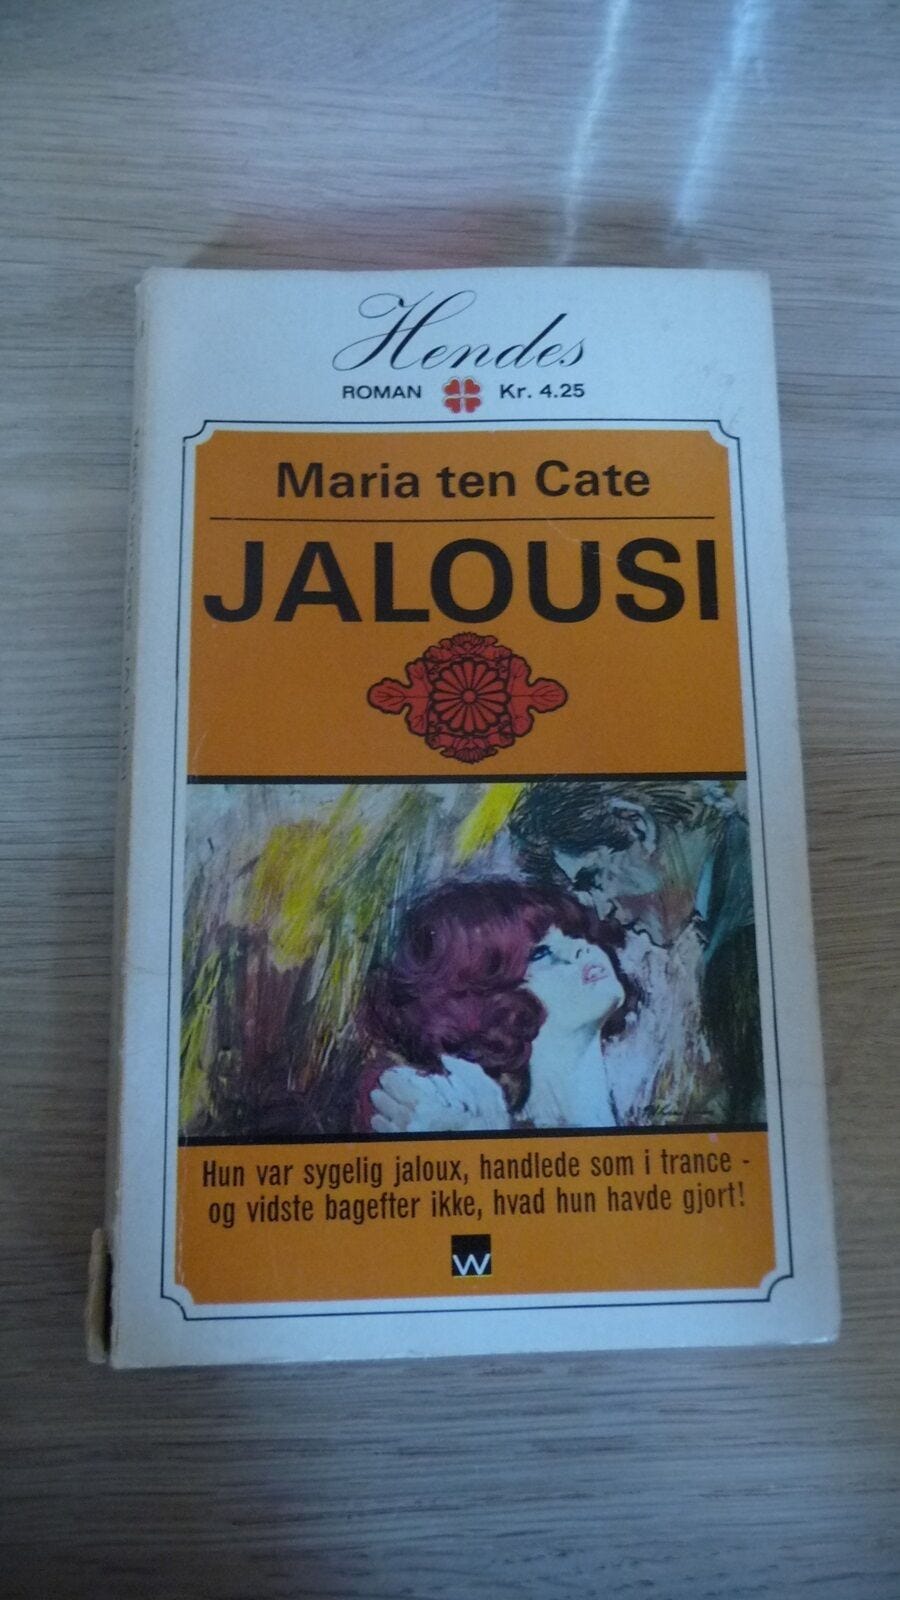 Hendes
ROMAN Kr. 4.25
Maria ten Cate
JALOUSI
Hun var sygelig jaloux, handlede som i trance -
og vidste bagefter ikke, hvad hun havde gjort!
W